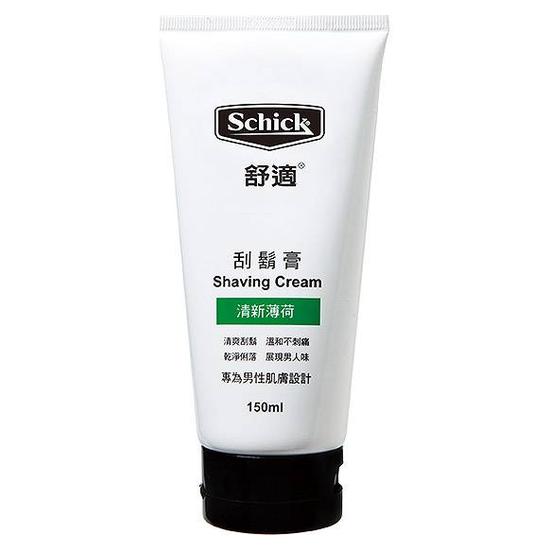 Schick®
舒適®
刮鬍膏
Shaving Cream
清新薄荷
清爽刮鬍 溫和不刺痛
乾淨俐落 展現男人味
專為男性肌膚設計
150ml